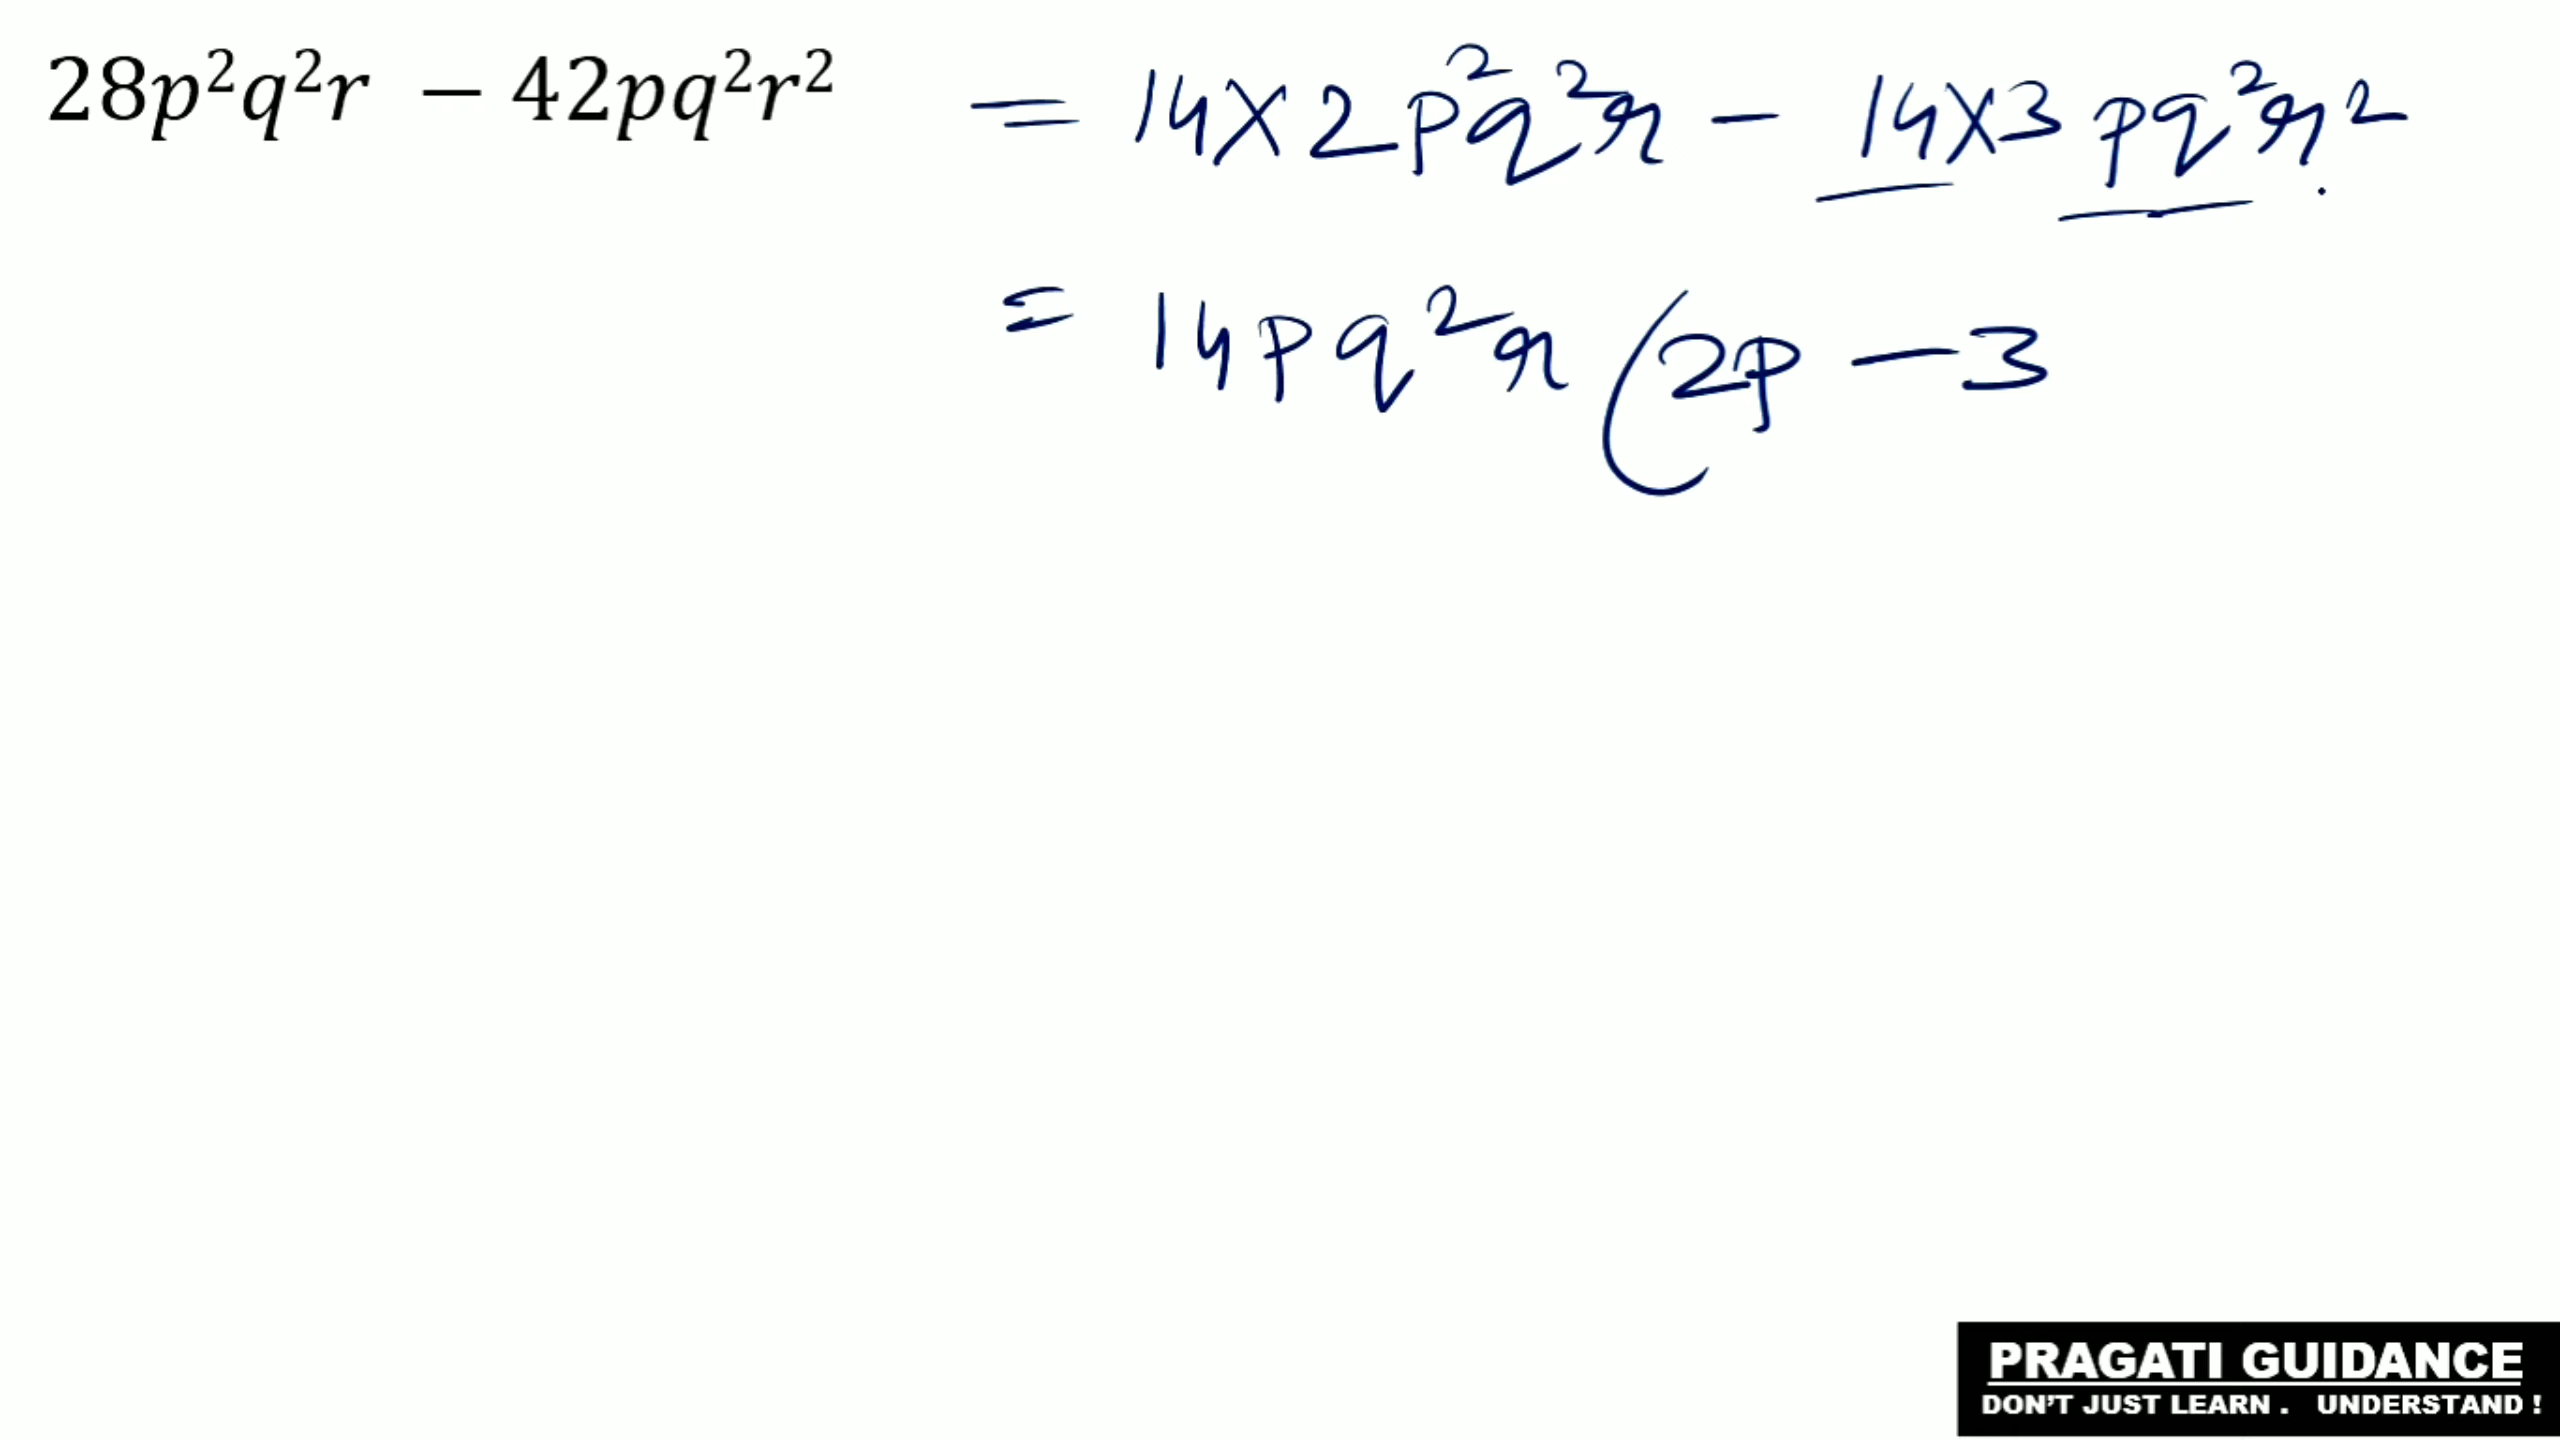 28p²q²r − 42pq²r² = 14×2p²q²r − 14×3pq²r²
= 14pq²r(2p − 3
PRAGATI GUIDANCE
DON'T JUST LEARN . UNDERSTAND !